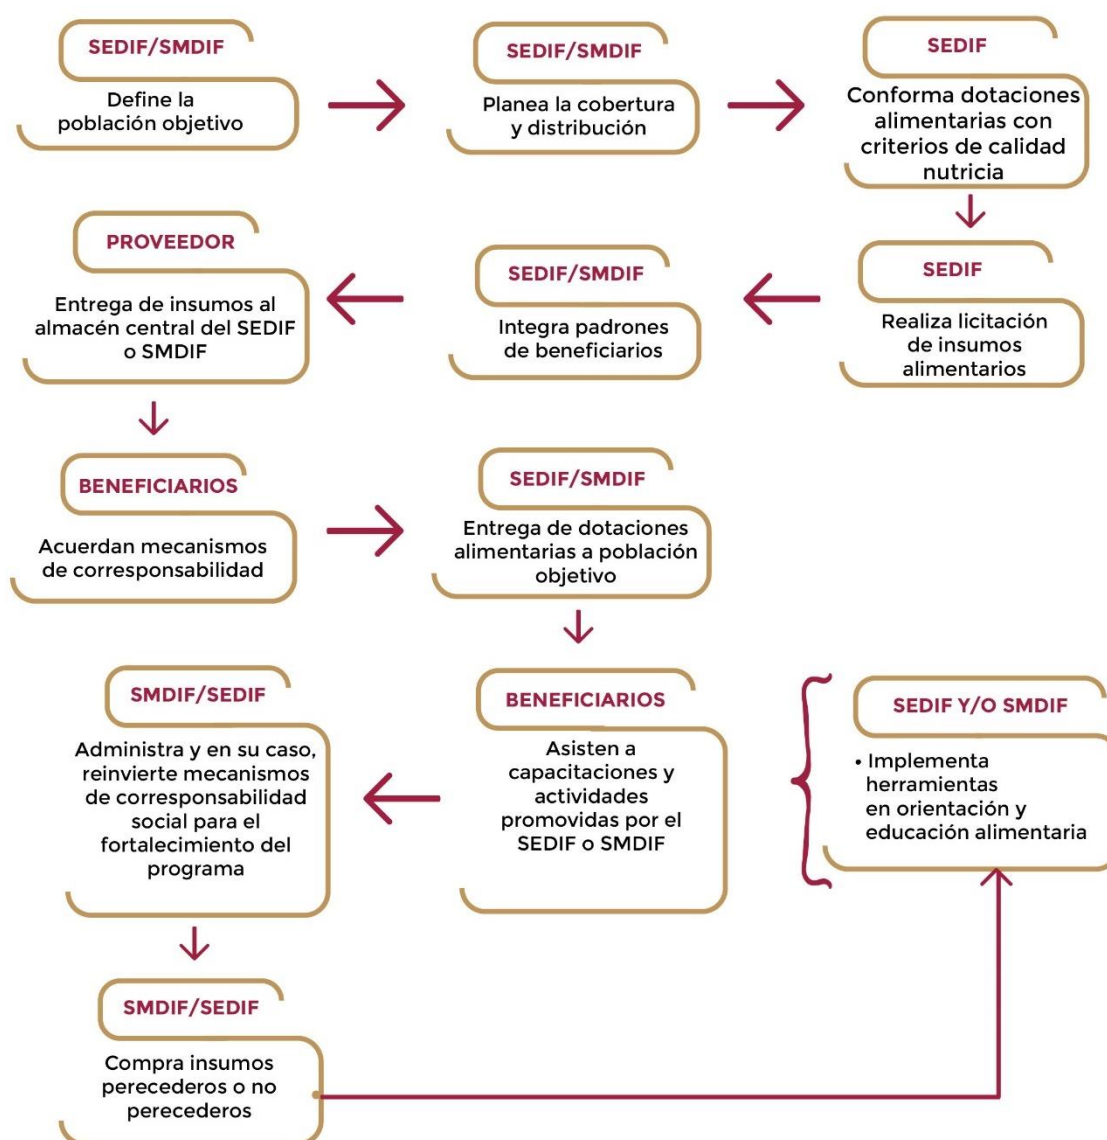 SEDIF/SMDIF
Define la
población objetivo
SEDIF/SMDIF
Planea la cobertura
y distribución
SEDIF
Conforma dotaciones
alimentarias con
criterios de calidad
nutricia
SEDIF
Realiza licitación
de insumos
alimentarios
SEDIF/SMDIF
Integra padrones
de beneficiarios
PROVEEDOR
Entrega de insumos al
almacén central del SEDIF
o SMDIF
BENEFICIARIOS
Acuerdan mecanismos
de corresponsabilidad
SEDIF/SMDIF
Entrega de dotaciones
alimentarias a población
objetivo
BENEFICIARIOS
Asisten a
capacitaciones y
actividades
promovidas por el
SEDIF o SMDIF
SEDIF Y/O SMDIF
• Implementa
herramientas
en orientación y
educación alimentaria
SMDIF/SEDIF
Administra y en su caso,
reinvierte mecanismos
de corresponsabilidad
social para el
fortalecimiento del
programa
SMDIF/SEDIF
Compra insumos
perecederos o no
perecederos